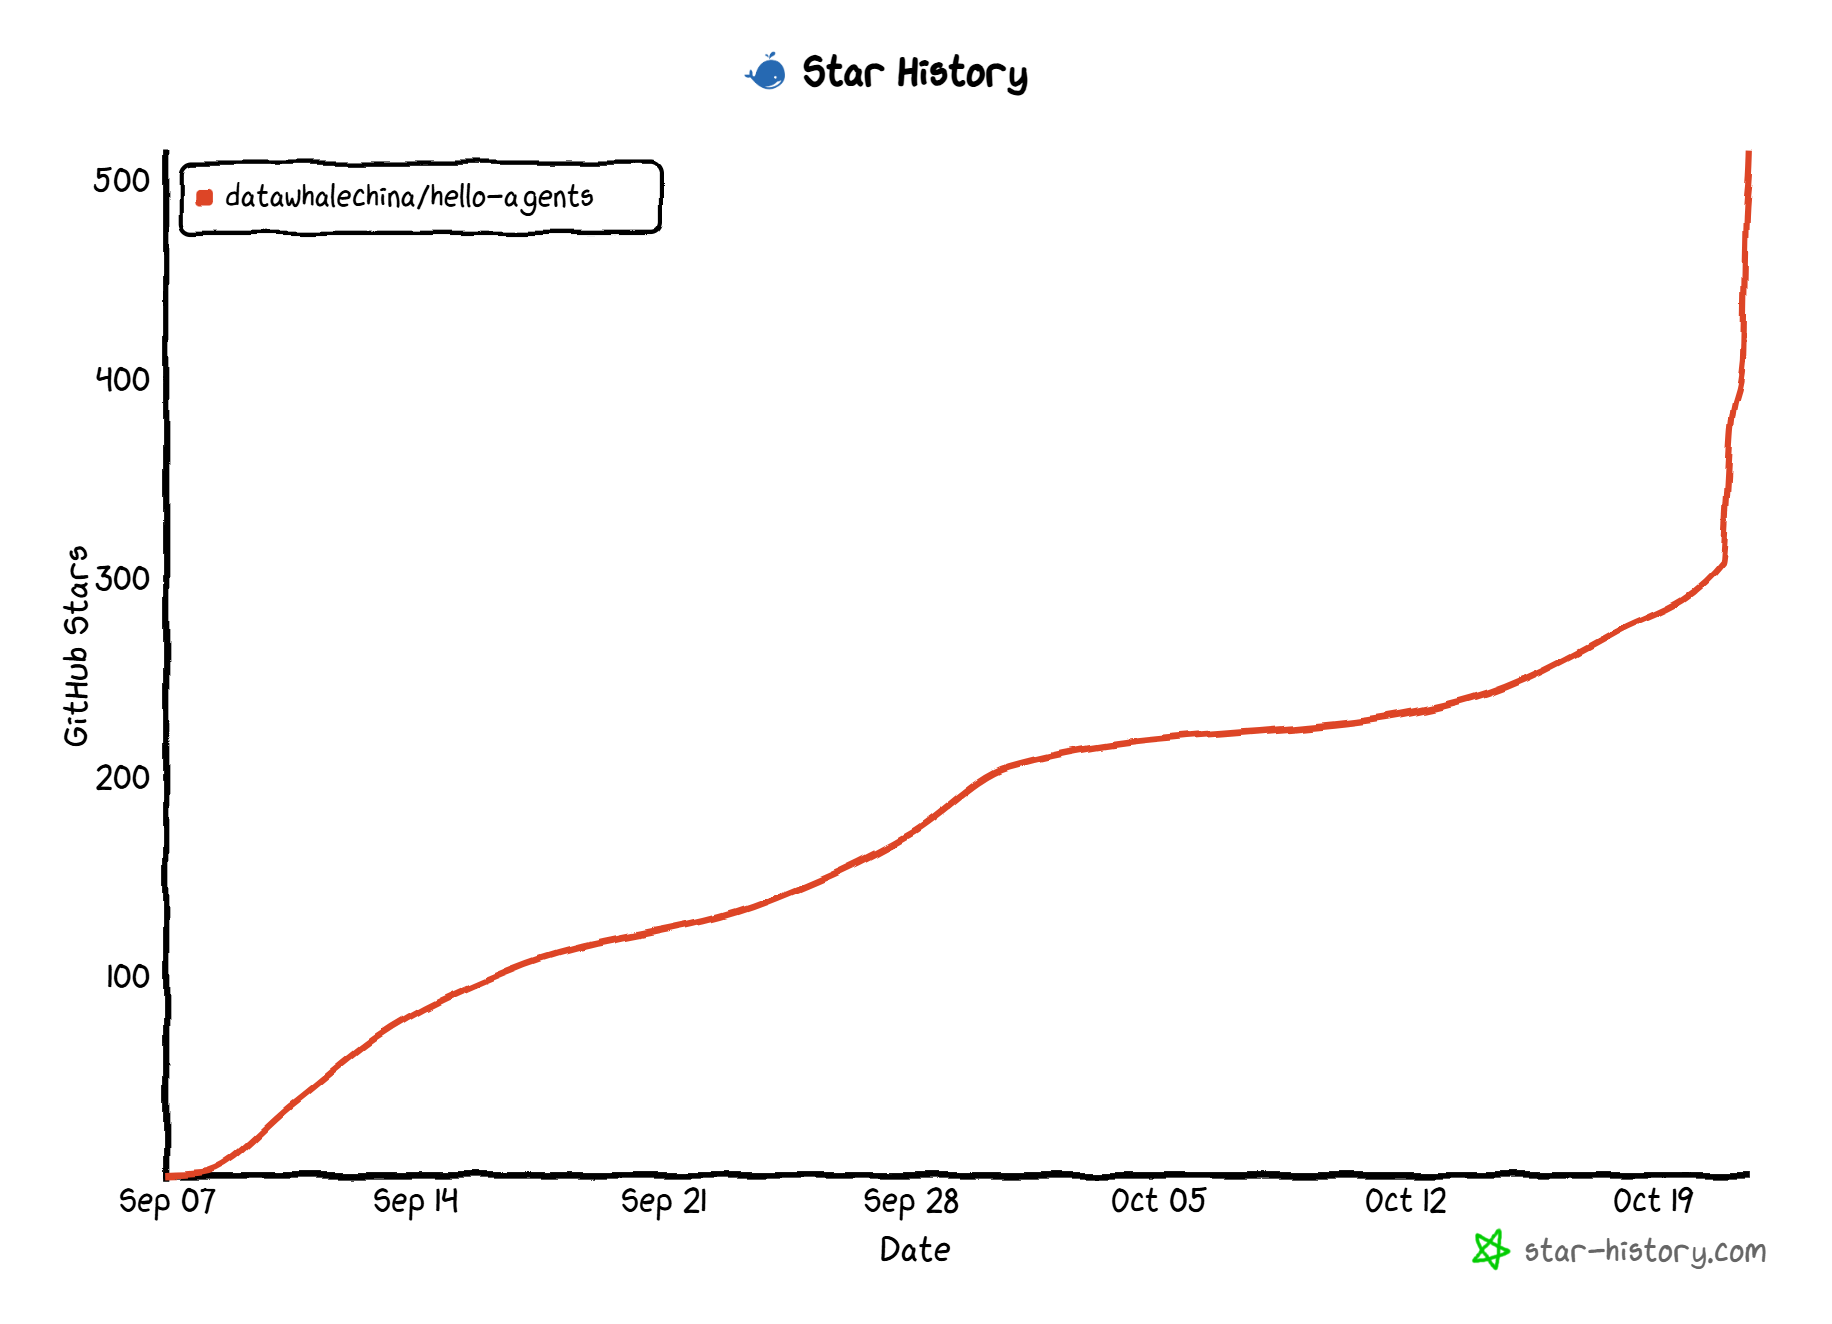 Star History
datawhalechina/hello-agents
500
400
300
200
100
GitHub Stars
Sep 07
Sep 14
Sep 21
Sep 28
Oct 05
Oct 12
Oct 19
Date
star-history.com